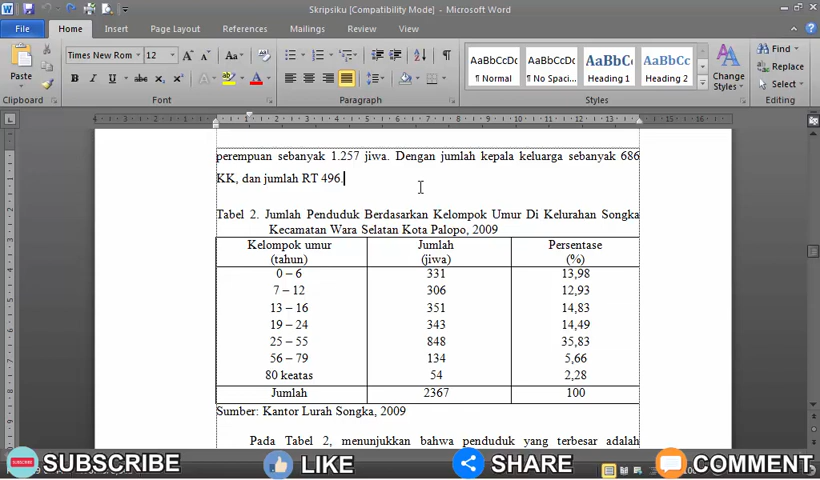 Skripsiku [Compatibility Mode] - Microsoft Word
File Home Insert Page Layout References Mailings Review View
Paste
Times New Rom 12 Aa
B I U abc X₂ X² A A
AaBbCcDc AaBbCcDc AaBbCc AaBbCc
¶ Normal ¶ No Spaci... Heading 1 Heading 2
Change Styles
Find
Replace
Select
Clipboard Font Paragraph Styles Editing
perempuan sebanyak 1.257 jiwa. Dengan jumlah kepala keluarga sebanyak 686
KK, dan jumlah RT 496.
Tabel 2. Jumlah Penduduk Berdasarkan Kelompok Umur Di Kelurahan Songka
Kecamatan Wara Selatan Kota Palopo, 2009
Kelompok umur Jumlah Persentase
(tahun) (jiwa) (%)
0 – 6 331 13,98
7 – 12 306 12,93
13 – 16 351 14,83
19 – 24 343 14,49
25 – 55 848 35,83
56 – 79 134 5,66
80 keatas 54 2,28
Jumlah 2367 100
Sumber: Kantor Lurah Songka, 2009
Pada Tabel 2, menunjukkan bahwa penduduk yang terbesar adalah
SUBSCRIBE LIKE SHARE COMMENT